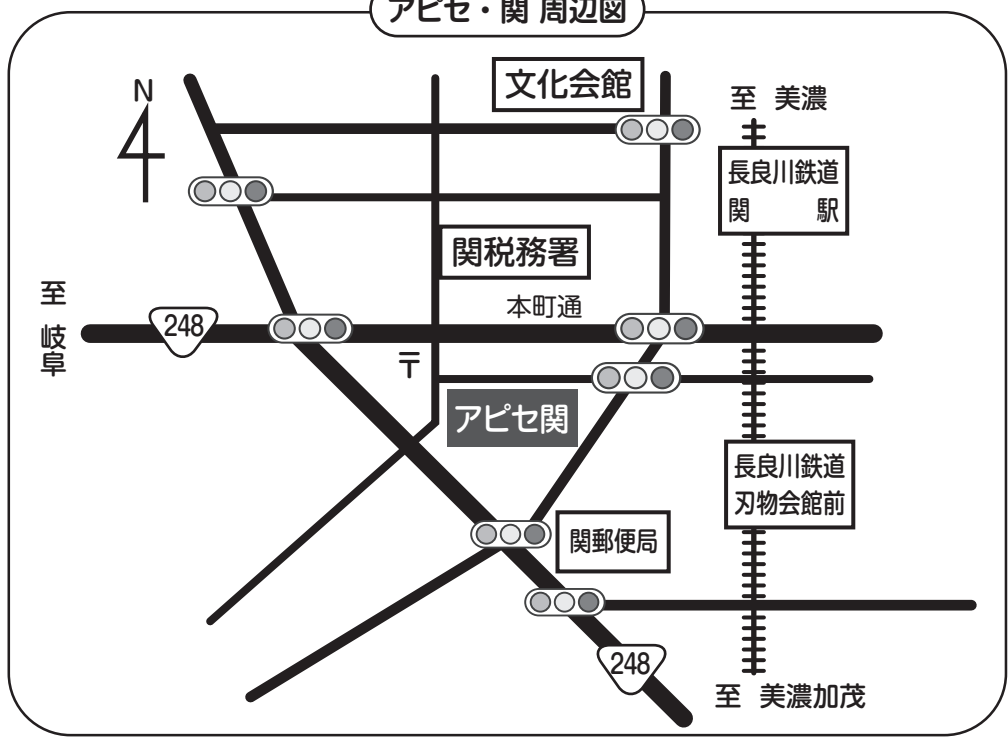 アピセ・関 周辺図
N
文化会館
至 美濃
長良川鉄道
関 駅
関税務署
至 岐阜
248
本町通
〒
アピセ関
長良川鉄道
刃物会館前
関郵便局
248
至 美濃加茂